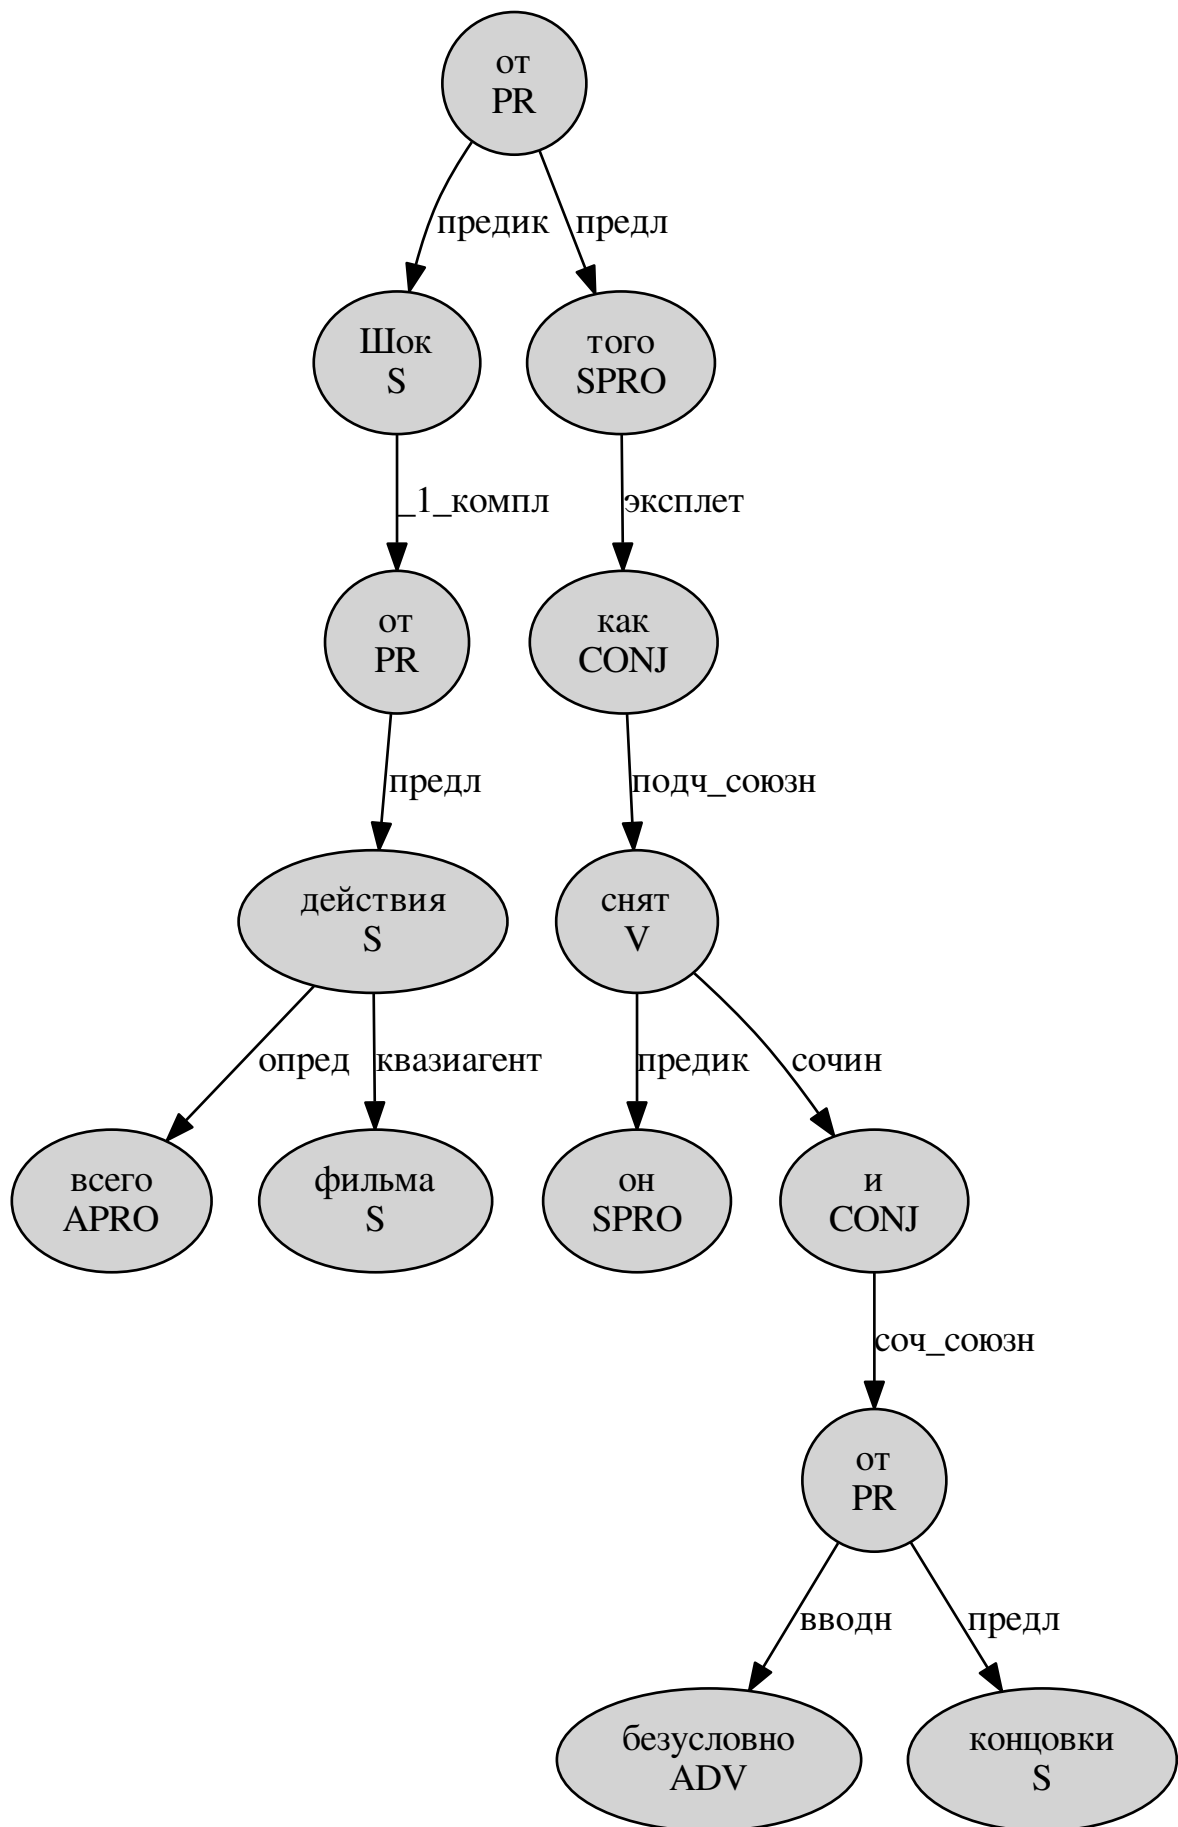 от
PR
предик
предл
Шок
S
того
SPRO
_1_компл
эксплет
от
PR
как
CONJ
предл
подч_союзн
действия
S
снят
V
опред
квазиагент
предик
сочин
всего
APRO
фильма
S
он
SPRO
и
CONJ
соч_союзн
от
PR
вводн
предл
безусловно
ADV
концовки
S